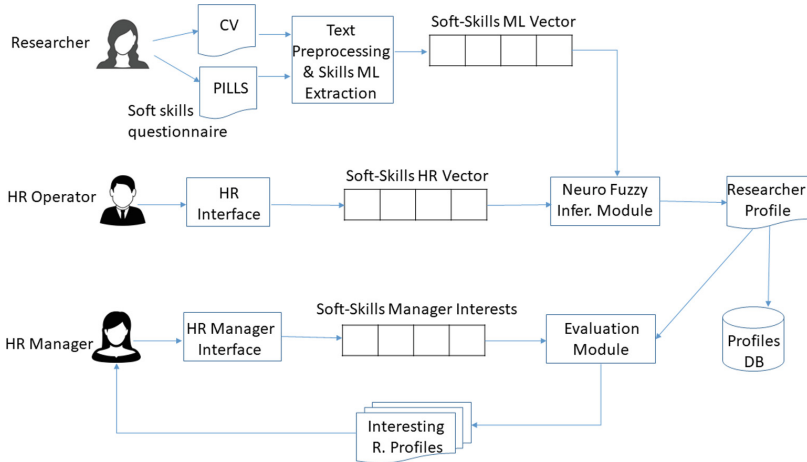 Researcher
CV
PILLS
Soft skills
questionnaire
Text
Preprocessing
& Skills ML
Extraction
Soft-Skills ML Vector
HR Operator
HR
Interface
Soft-Skills HR Vector
Neuro Fuzzy
Infer. Module
Researcher
Profile
HR Manager
HR Manager
Interface
Soft-Skills Manager Interests
Evaluation
Module
Profiles
DB
Interesting
R. Profiles